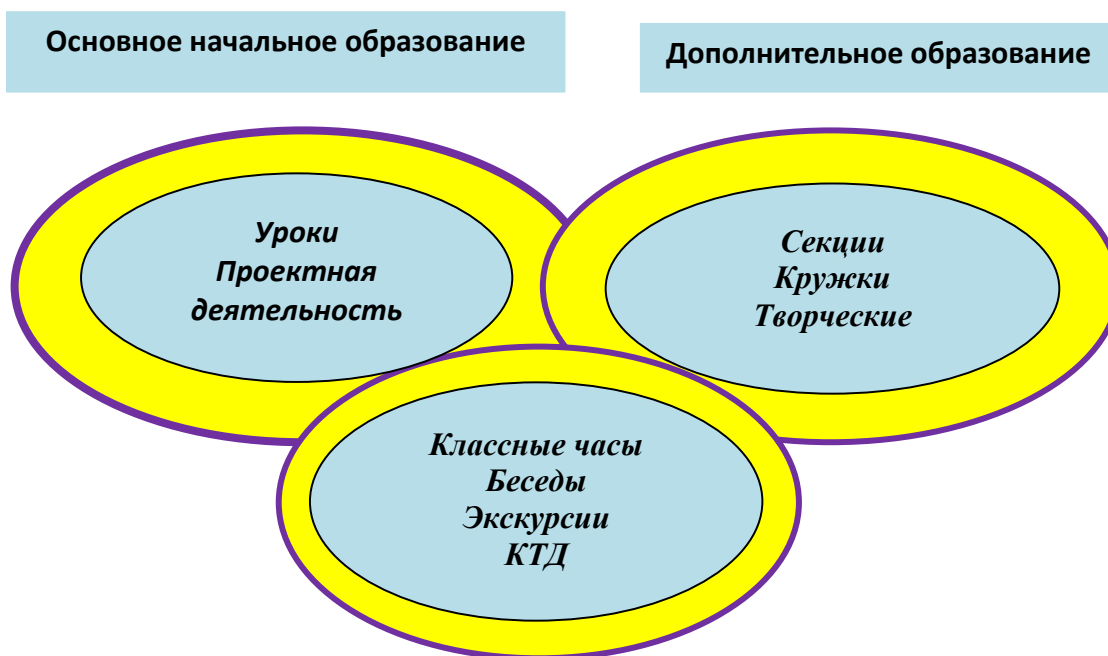 Основное начальное образование
Дополнительное образование
Уроки
Проектная
деятельность
Секции
Кружки
Творческие
Классные часы
Беседы
Экскурсии
КТД